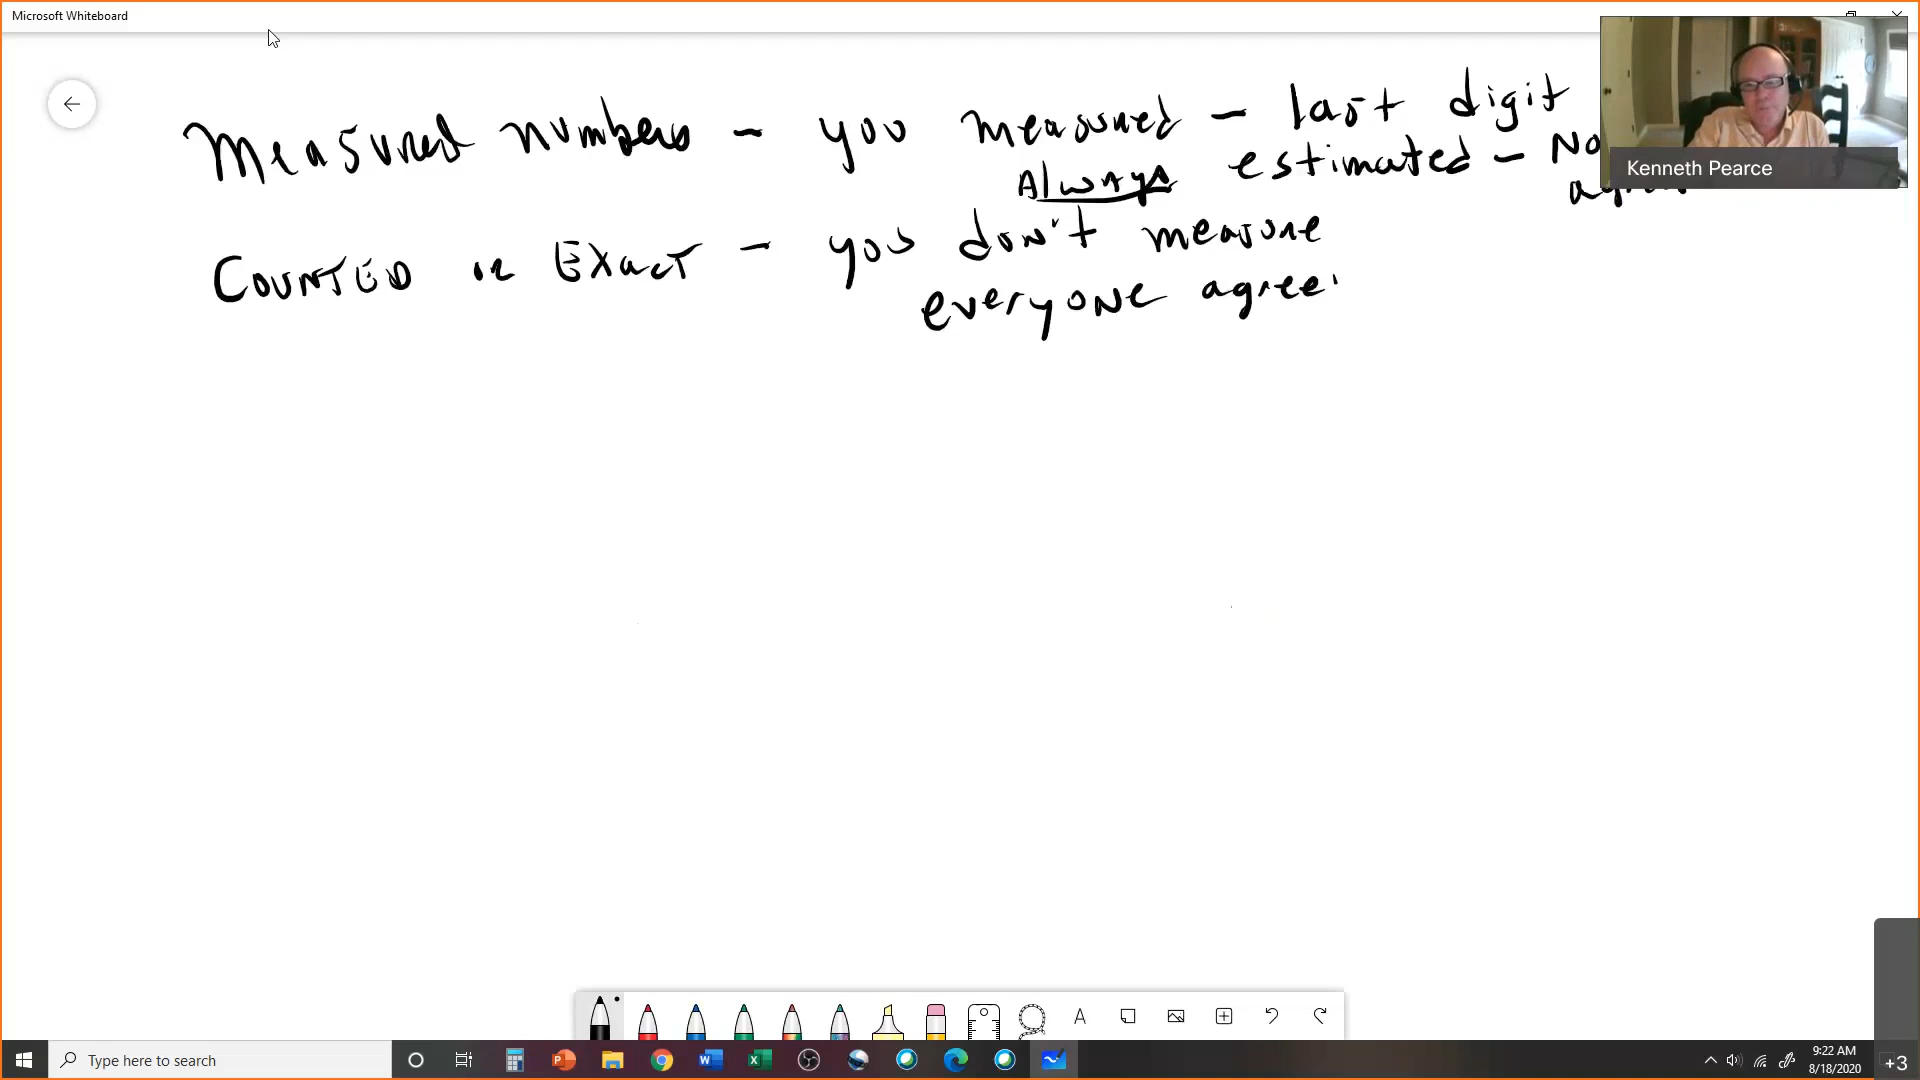 Microsoft Whiteboard
Measured numbers - you measured - last digit
Always estimated - No
Kenneth Pearce
COUNTED or Exact - you don't measure
everyone agree
A
Type here to search
9:22 AM
8/18/2020
+3